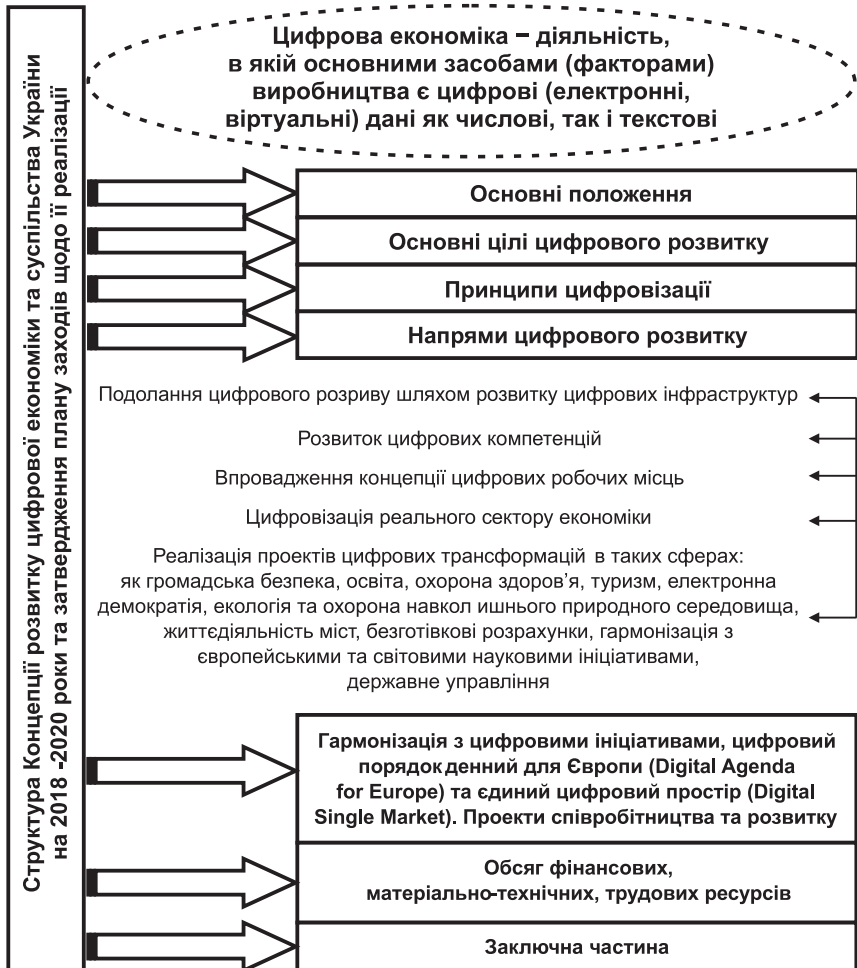 Структура Концепції розвитку цифрової економіки та суспільства України
на 2018 -2020 роки та затвердження плану заходів щодо її реалізації
Цифрова економіка – діяльність,
в якій основними засобами (факторами)
виробництва є цифрові (електронні,
віртуальні) дані як числові, так і текстові
Основні положення
Основні цілі цифрового розвитку
Принципи цифровізації
Напрями цифрового розвитку
Подолання цифрового розриву шляхом розвитку цифрових інфраструктур
Розвиток цифрових компетенцій
Впровадження концепції цифрових робочих місць
Цифровізація реального сектору економіки
Реалізація проектів цифрових трансформацій в таких сферах:
як громадська безпека, освіта, охорона здоров’я, туризм, електронна
демократія, екологія та охорона навкол ишнього природного середовища,
життєдіяльність міст, безготівкові розрахунки, гармонізація з
європейськими та світовими науковими ініціативами,
державне управління
Гармонізація з цифровими ініціативами, цифровий
порядок денний для Європи (Digital Agenda
for Europe) та єдиний цифровий простір (Digital
Single Market). Проекти співробітництва та розвитку
Обсяг фінансових,
матеріально-технічних, трудових ресурсів
Заключна частина